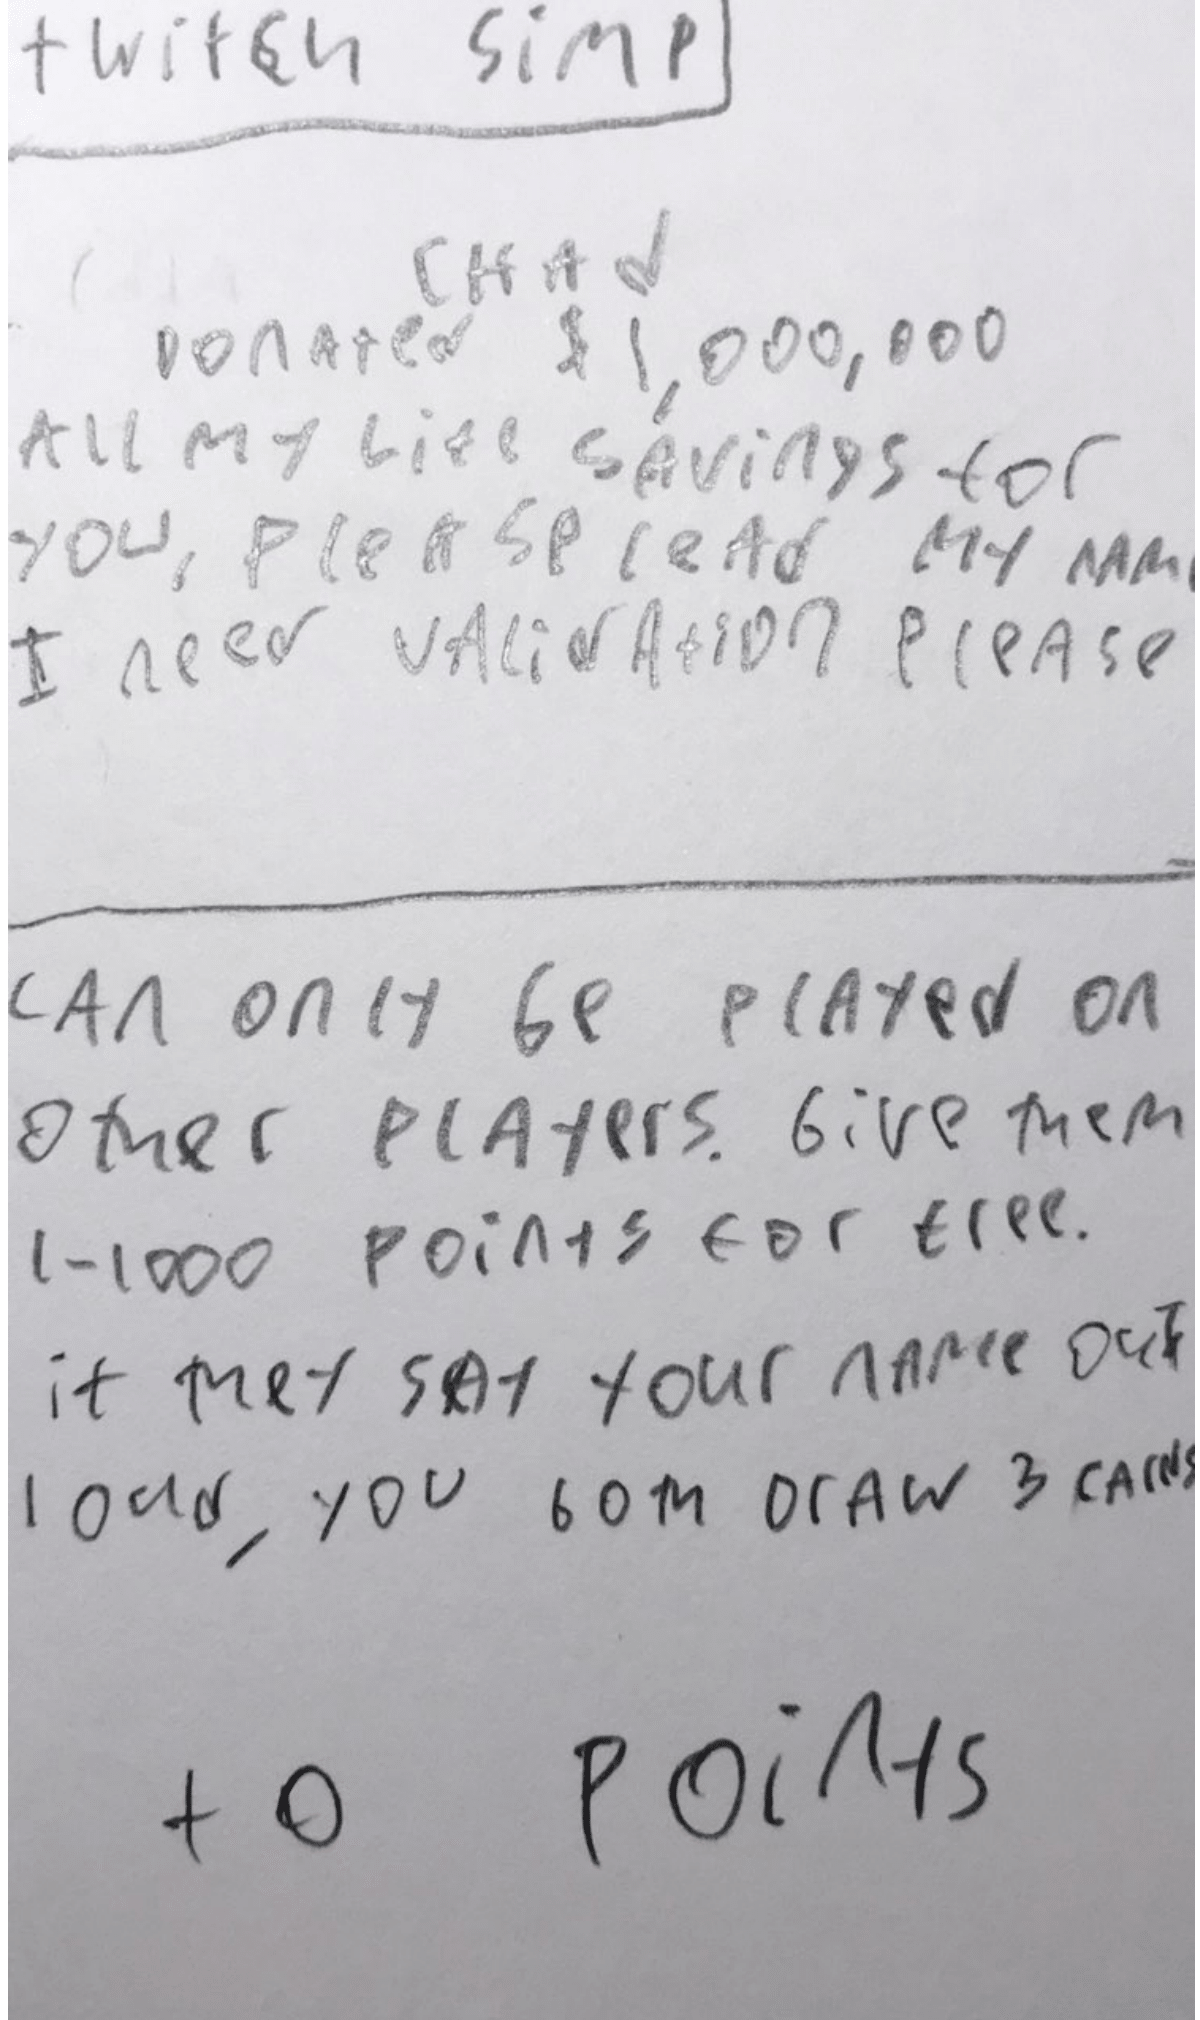 twitch simp
CHAd
Donated $1,000,000
All my life savings for
you, please read my name
I need validation please
can only be played on
other players. Give them
1-1000 points for free.
if they say your name out
loud, you both draw 3 cards
+0 points